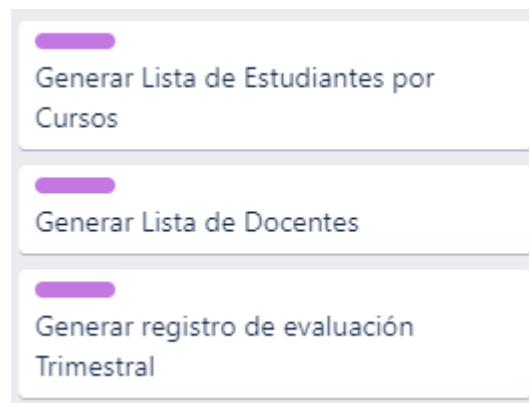 Generar Lista de Estudiantes por
Cursos
Generar Lista de Docentes
Generar registro de evaluación
Trimestral